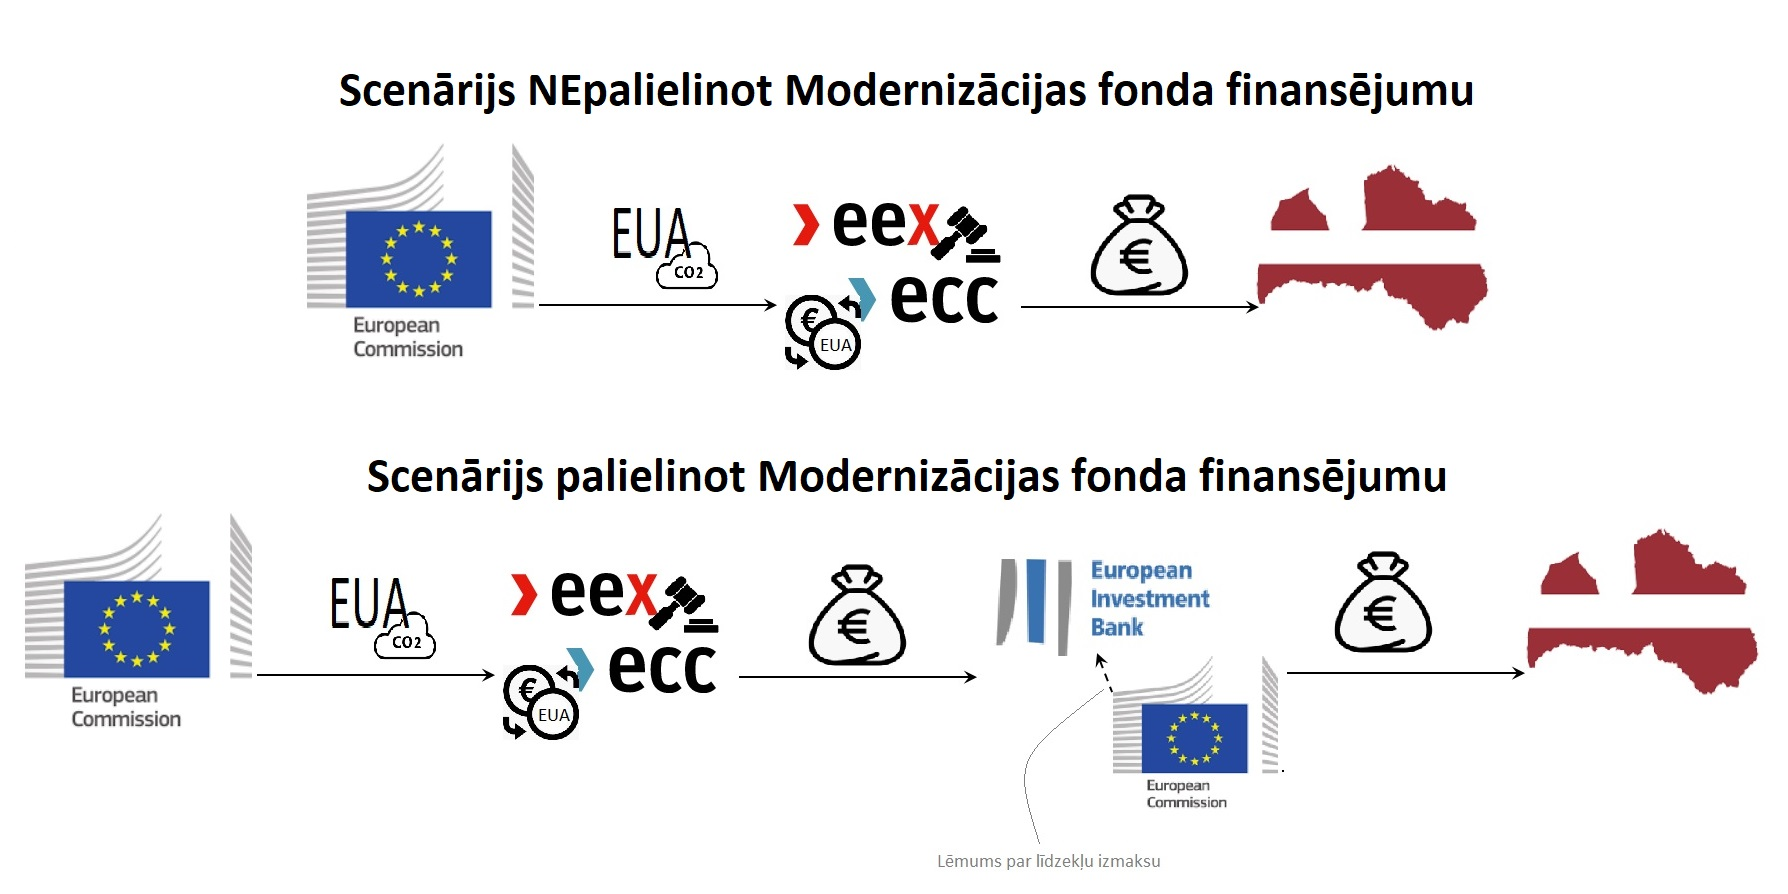 Scenārijs NEpalielinot Modernizācijas fonda finansējumu
European
Commission
EUA
CO2
eex
ecc
€
EUA
€
Scenārijs palielinot Modernizācijas fonda finansējumu
European
Commission
EUA
CO2
eex
ecc
€
EUA
€
European
Investment
Bank
European
Commission
€
Lēmums par līdzekļu izmaksu